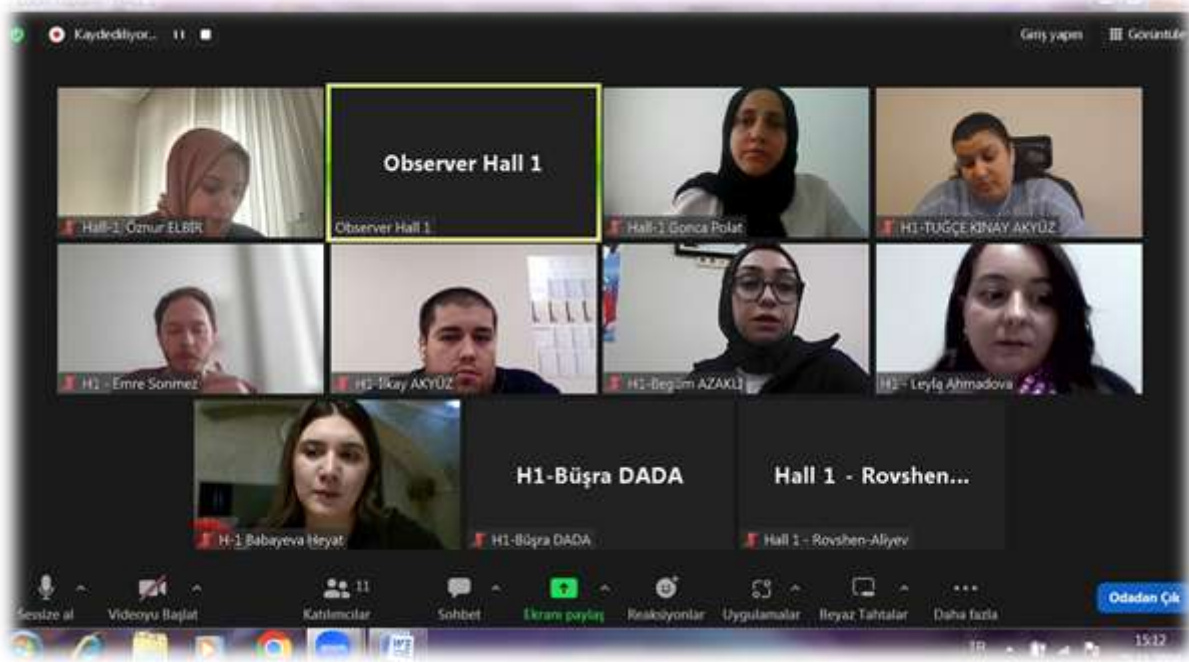 Kaydediliyor...
Giriş yapın
Görüntüle
Hall-1, Öznur ELBİR
Observer Hall 1
Observer Hall 1
Hall-1 Gonca Polat
H1-TUĞÇE KINAY AKYÜZ
H1 - Emre Sonmez
H1-İlkay AKYÜZ
H1-Begüm AZAKLI
H1 - Leyla Ahmadova
H-1 Babayeva Heyat
H1-Büşra DADA
H1-Büşra DADA
Hall 1 - Rovshen...
Hall 1 - Rovshen-Aliyev
Sessize al
Videoyu Başlat
11
Katılımcılar
Sohbet
Ekranı paylaş
Reaksiyonlar
Uygulamalar
Beyaz Tahtalar
Daha fazla
Odadan Çık
TR
15:12